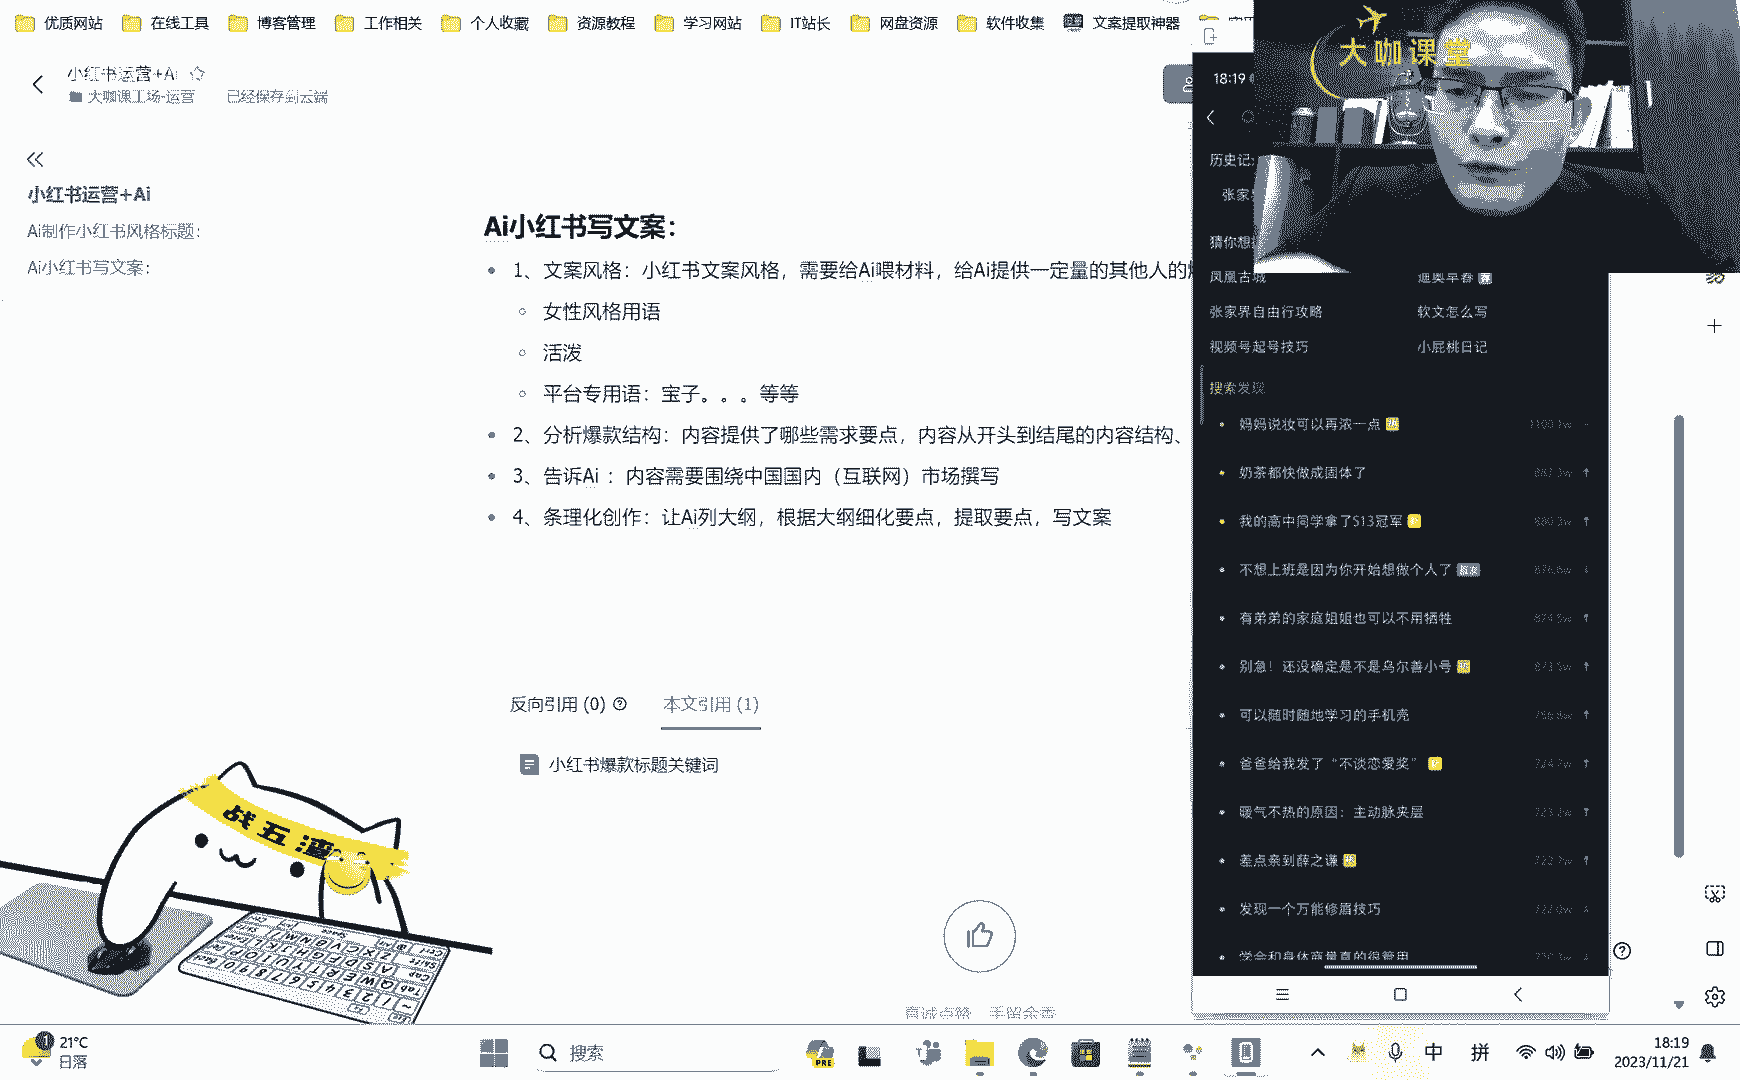 优质网站 在线工具 博客管理 工作相关 个人收藏 资源教程 学习网站 IT站长 网盘资源 软件收集 文案提取神器
小红书运营+Ai
大咖课工场-运营 已经保存到云端
小红书运营+Ai
Ai制作小红书风格标题：
Ai小红书写文案：
Ai小红书写文案：
1、文案风格：小红书文案风格，需要给Ai喂材料，给Ai提供一定量的其他人的
女性风格用语
活泼
平台专用语：宝子。。。等等
2、分析爆款结构：内容提供了哪些需求要点，内容从开头到结尾的内容结构、
3、告诉Ai ：内容需要围绕中国国内（互联网）市场撰写
4、条理化创作：让Ai列大纲，根据大纲细化要点，提取要点，写文案
反向引用 (0) 本文引用 (1)
小红书爆款标题关键词
战五渣
大咖课堂
18:19
历史记
张家
猜你想
凤凰古城 迪奥早春
张家界自由行攻略 软文怎么写
视频号起号技巧 小屁桃日记
搜索发现
妈妈说妆可以再浓一点
奶茶都快做成固体了
我的高中同学拿了S13冠军
不想上班是因为你开始想做个人了
有弟弟的家庭姐姐也可以不用牺牲
别急！还没确定是不是乌尔善小号
可以随时随地学习的手机壳
爸爸给我发了“不谈恋爱奖”
暖气不热的原因：主动脉夹层
差点亲到薛之谦
发现一个万能修眉技巧
21°C
日落
搜索
PRE
中 拼
18:19
2023/11/21